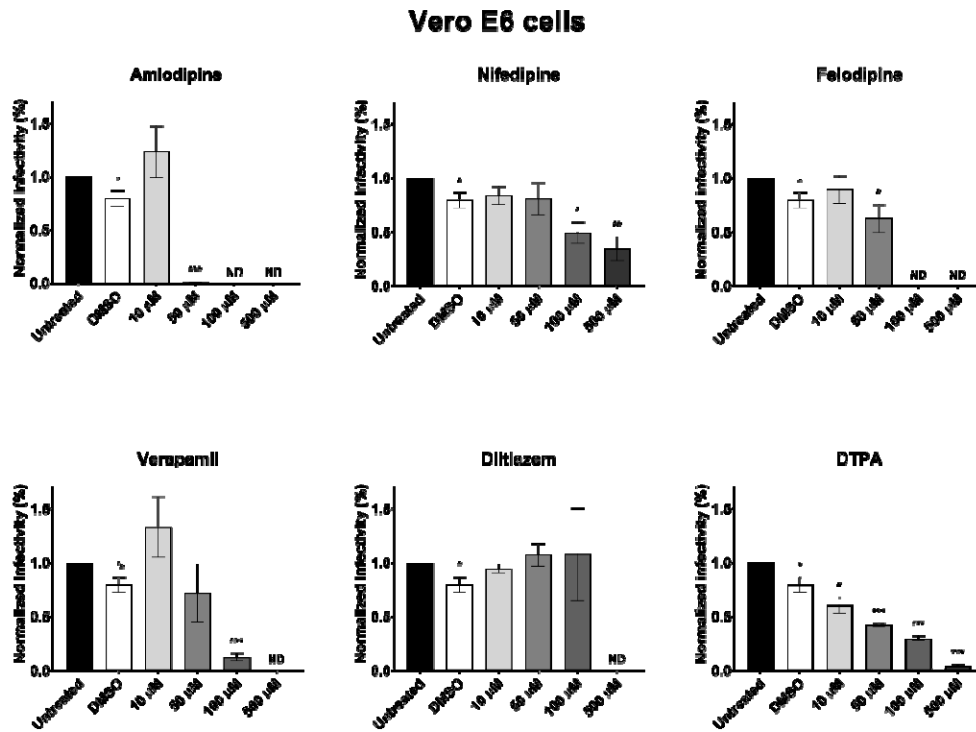 Vero E6 cells
Amlodipine
Nifedipine
Felodipine
Normalized infectivity (%)
1.5
1.0
0.5
0.0
*
***
ND
ND
Untreated
DMSO
10 µM
50 µM
100 µM
500 µM
Normalized infectivity (%)
1.5
1.0
0.5
0.0
*
*
**
Untreated
DMSO
10 µM
50 µM
100 µM
500 µM
Normalized infectivity (%)
1.5
1.0
0.5
0.0
*
*
ND
ND
Untreated
DMSO
10 µM
50 µM
100 µM
500 µM
Verapamil
Diltiazem
DTPA
Normalized infectivity (%)
1.5
1.0
0.5
0.0
***
ND
Untreated
DMSO
10 µM
50 µM
100 µM
500 µM
Normalized infectivity (%)
1.5
1.0
0.5
0.0
*
ND
Untreated
DMSO
10 µM
50 µM
100 µM
500 µM
Normalized infectivity (%)
1.5
1.0
0.5
0.0
*
*
***
***
***
Untreated
DMSO
10 µM
50 µM
100 µM
500 µM